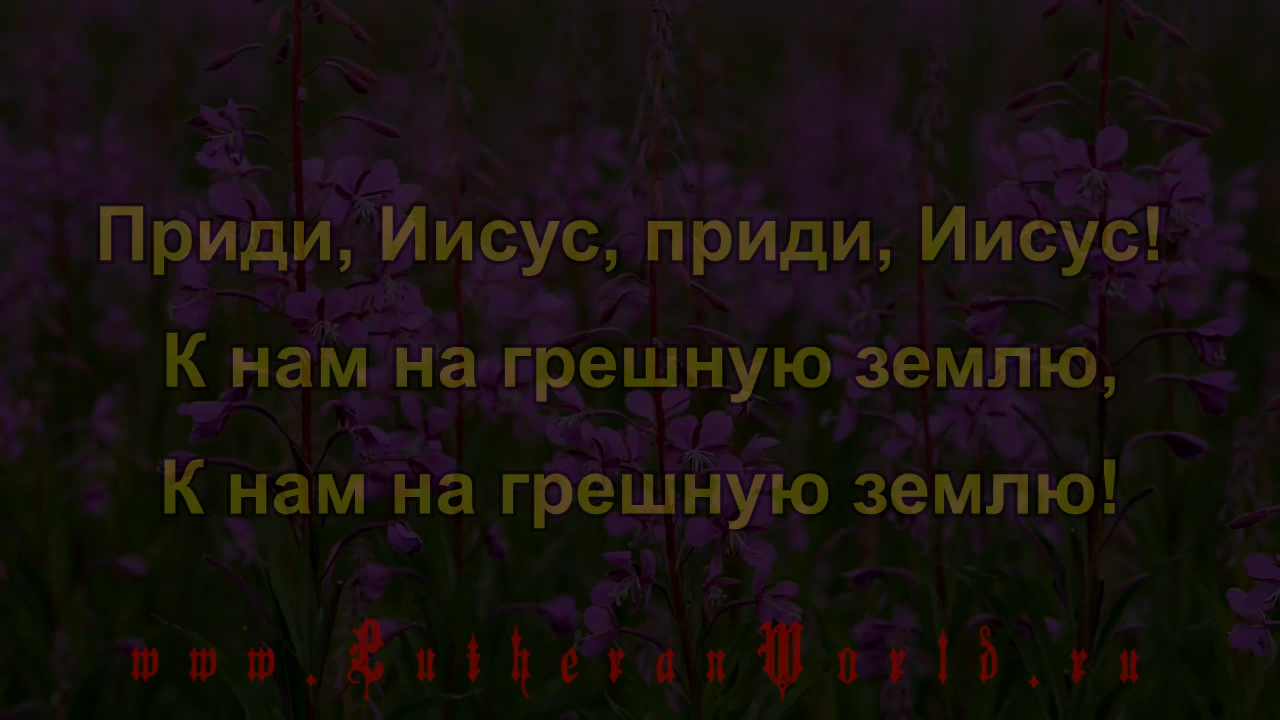 Приди, Иисус, приди, Иисус!
К нам на грешную землю,
К нам на грешную землю!
www.LutheranWorld.ru